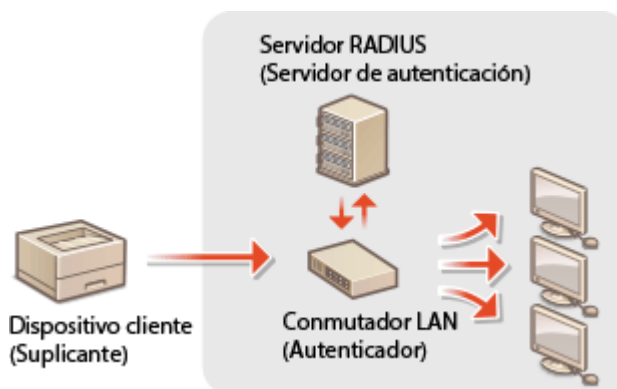 Servidor RADIUS
(Servidor de autenticación)
Dispositivo cliente
(Suplicante)
Conmutador LAN
(Autenticador)